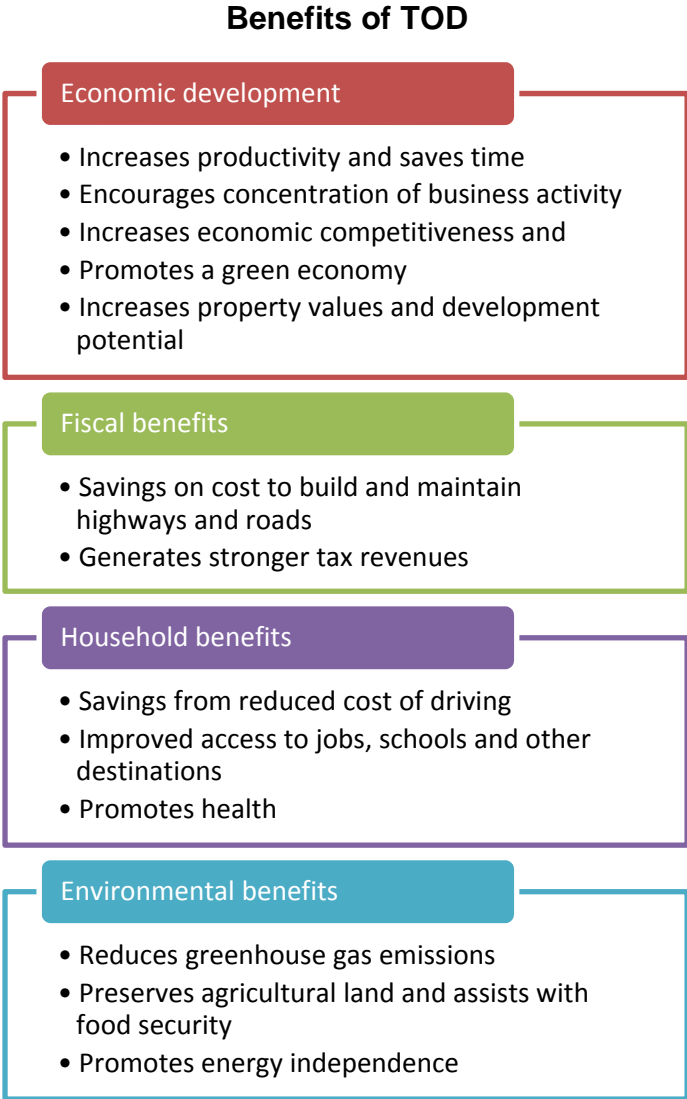 Benefits of TOD
Economic development
• Increases productivity and saves time
• Encourages concentration of business activity
• Increases economic competitiveness and
• Promotes a green economy
• Increases property values and development
potential
Fiscal benefits
• Savings on cost to build and maintain
highways and roads
• Generates stronger tax revenues
Household benefits
• Savings from reduced cost of driving
• Improved access to jobs, schools and other
destinations
• Promotes health
Environmental benefits
• Reduces greenhouse gas emissions
• Preserves agricultural land and assists with
food security
• Promotes energy independence